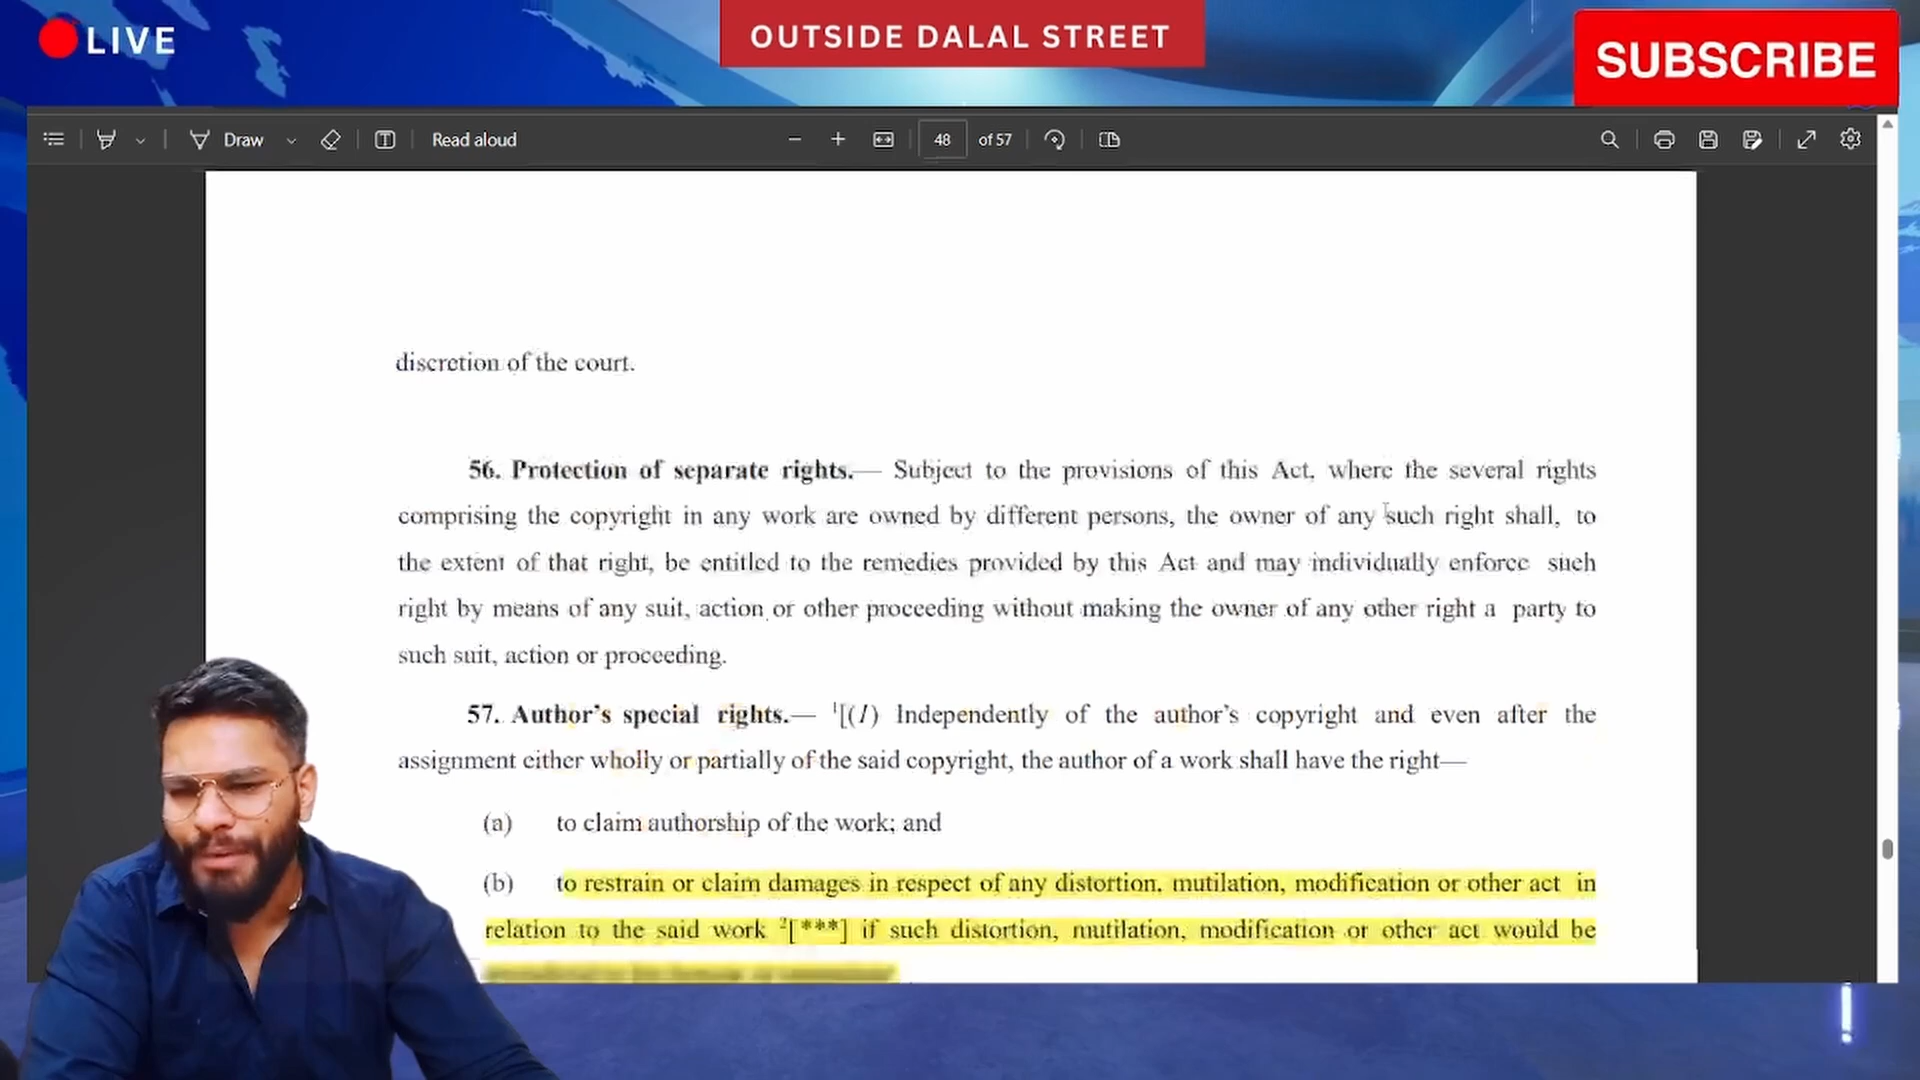 LIVE
OUTSIDE DALAL STREET
SUBSCRIBE
Draw
Read aloud
48 of 57
discretion of the court.
56. Protection of separate rights.— Subject to the provisions of this Act, where the several rights
comprising the copyright in any work are owned by different persons, the owner of any such right shall, to
the extent of that right, be entitled to the remedies provided by this Act and may individually enforce such
right by means of any suit, action or other proceeding without making the owner of any other right a party to
such suit, action or proceeding.
57. Author's special rights.— ¹[(1) Independently of the author's copyright and even after the
assignment either wholly or partially of the said copyright, the author of a work shall have the right—
(a) to claim authorship of the work; and
(b) to restrain or claim damages in respect of any distortion, mutilation, modification or other act in
relation to the said work ²[***] if such distortion, mutilation, modification or other act would be